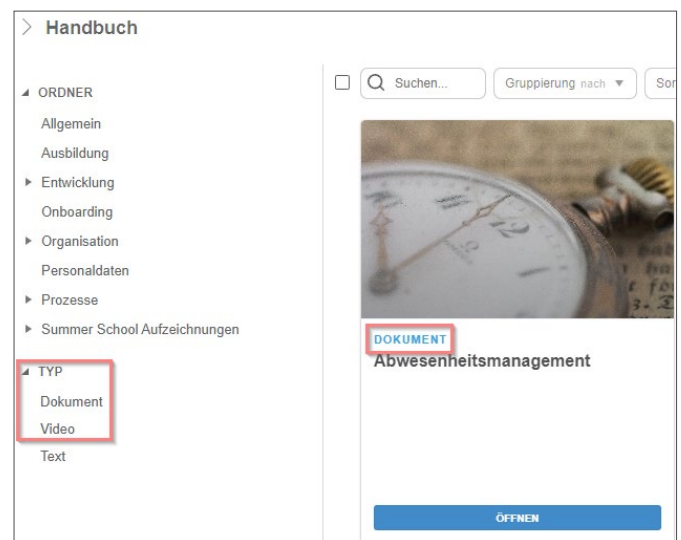 Handbuch
ORDNER
Allgemein
Ausbildung
Entwicklung
Onboarding
Organisation
Personaldaten
Prozesse
Summer School Aufzeichnungen
TYP
Dokument
Video
Text
Suchen...
Gruppierung nach
Sor
DOKUMENT
Abwesenheitsmanagement
ÖFFNEN